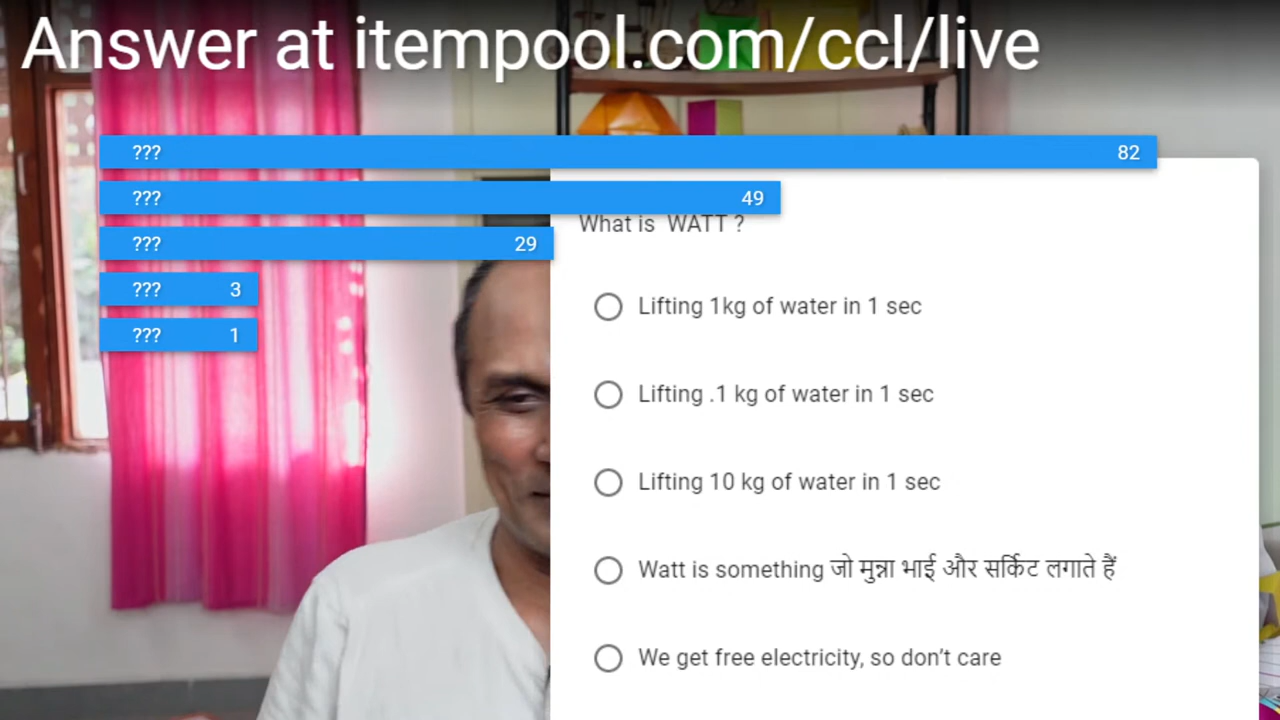 Answer at itempool.com/ccl/live
??? 82
??? 49
What is WATT ?
??? 29
??? 3
Lifting 1kg of water in 1 sec
??? 1
Lifting .1 kg of water in 1 sec
Lifting 10 kg of water in 1 sec
Watt is something जो मुन्ना भाई और सर्किट लगाते हैं
We get free electricity, so don't care